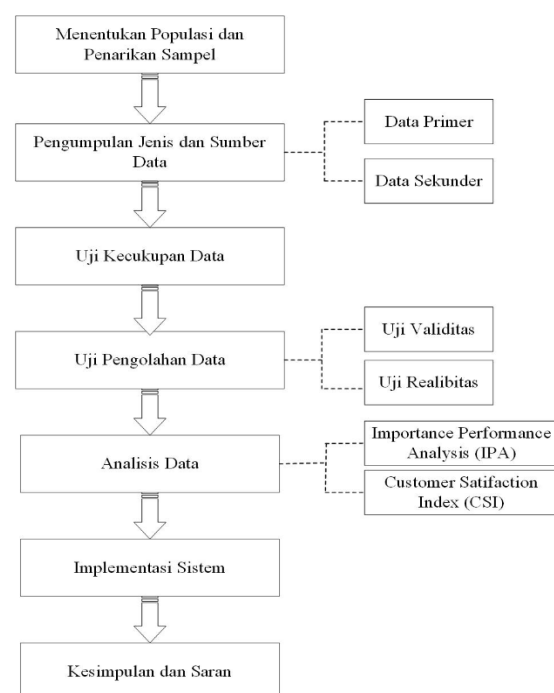 Menentukan Populasi dan
Penarikan Sampel
Pengumpulan Jenis dan Sumber
Data
Data Primer
Data Sekunder
Uji Kecukupan Data
Uji Pengolahan Data
Uji Validitas
Uji Realibitas
Analisis Data
Importance Performance
Analysis (IPA)
Customer Satifaction
Index (CSI)
Implementasi Sistem
Kesimpulan dan Saran